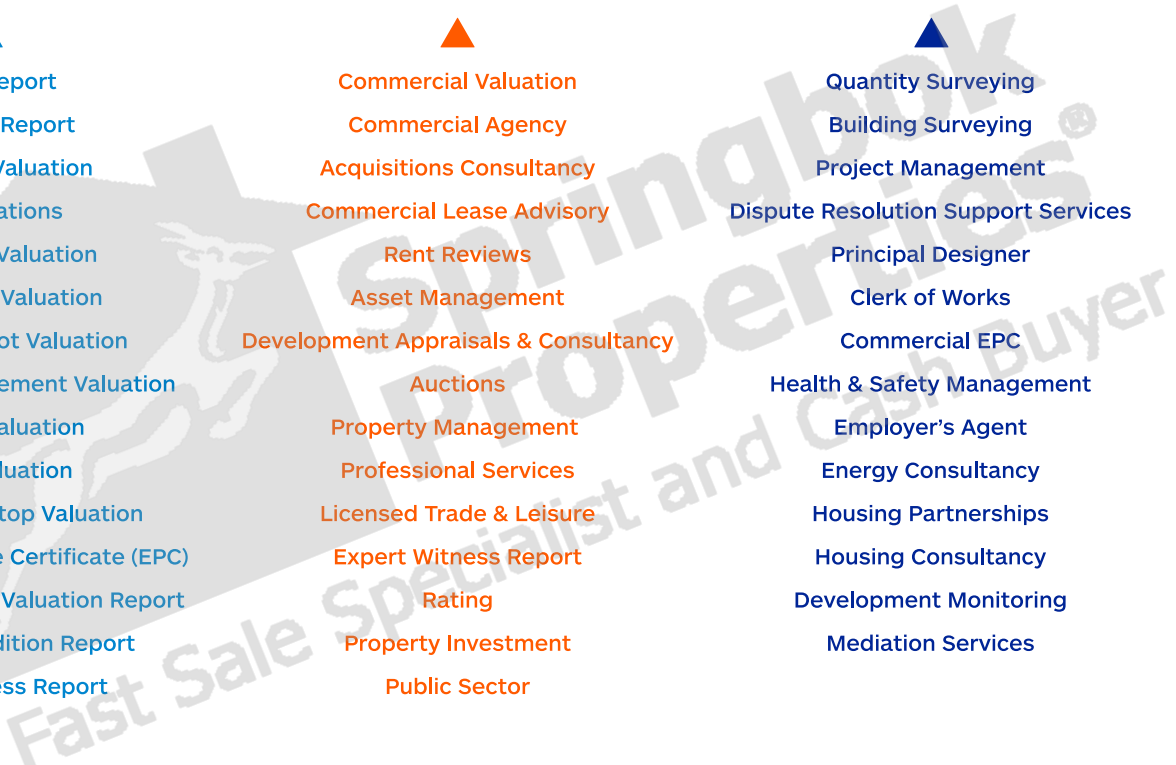 eport
Report
Valuation
ations
Valuation
Valuation
ot Valuation
ement Valuation
aluation
luation
top Valuation
e Certificate (EPC)
Valuation Report
dition Report
ess Report
Commercial Valuation
Commercial Agency
Acquisitions Consultancy
Commercial Lease Advisory
Rent Reviews
Asset Management
Development Appraisals & Consultancy
Auctions
Property Management
Professional Services
Licensed Trade & Leisure
Expert Witness Report
Rating
Property Investment
Public Sector
Quantity Surveying
Building Surveying
Project Management
Dispute Resolution Support Services
Principal Designer
Clerk of Works
Commercial EPC
Health & Safety Management
Employer’s Agent
Energy Consultancy
Housing Partnerships
Housing Consultancy
Development Monitoring
Mediation Services
Springbok
Properties®
Fast Sale Specialist and Cash Buyer